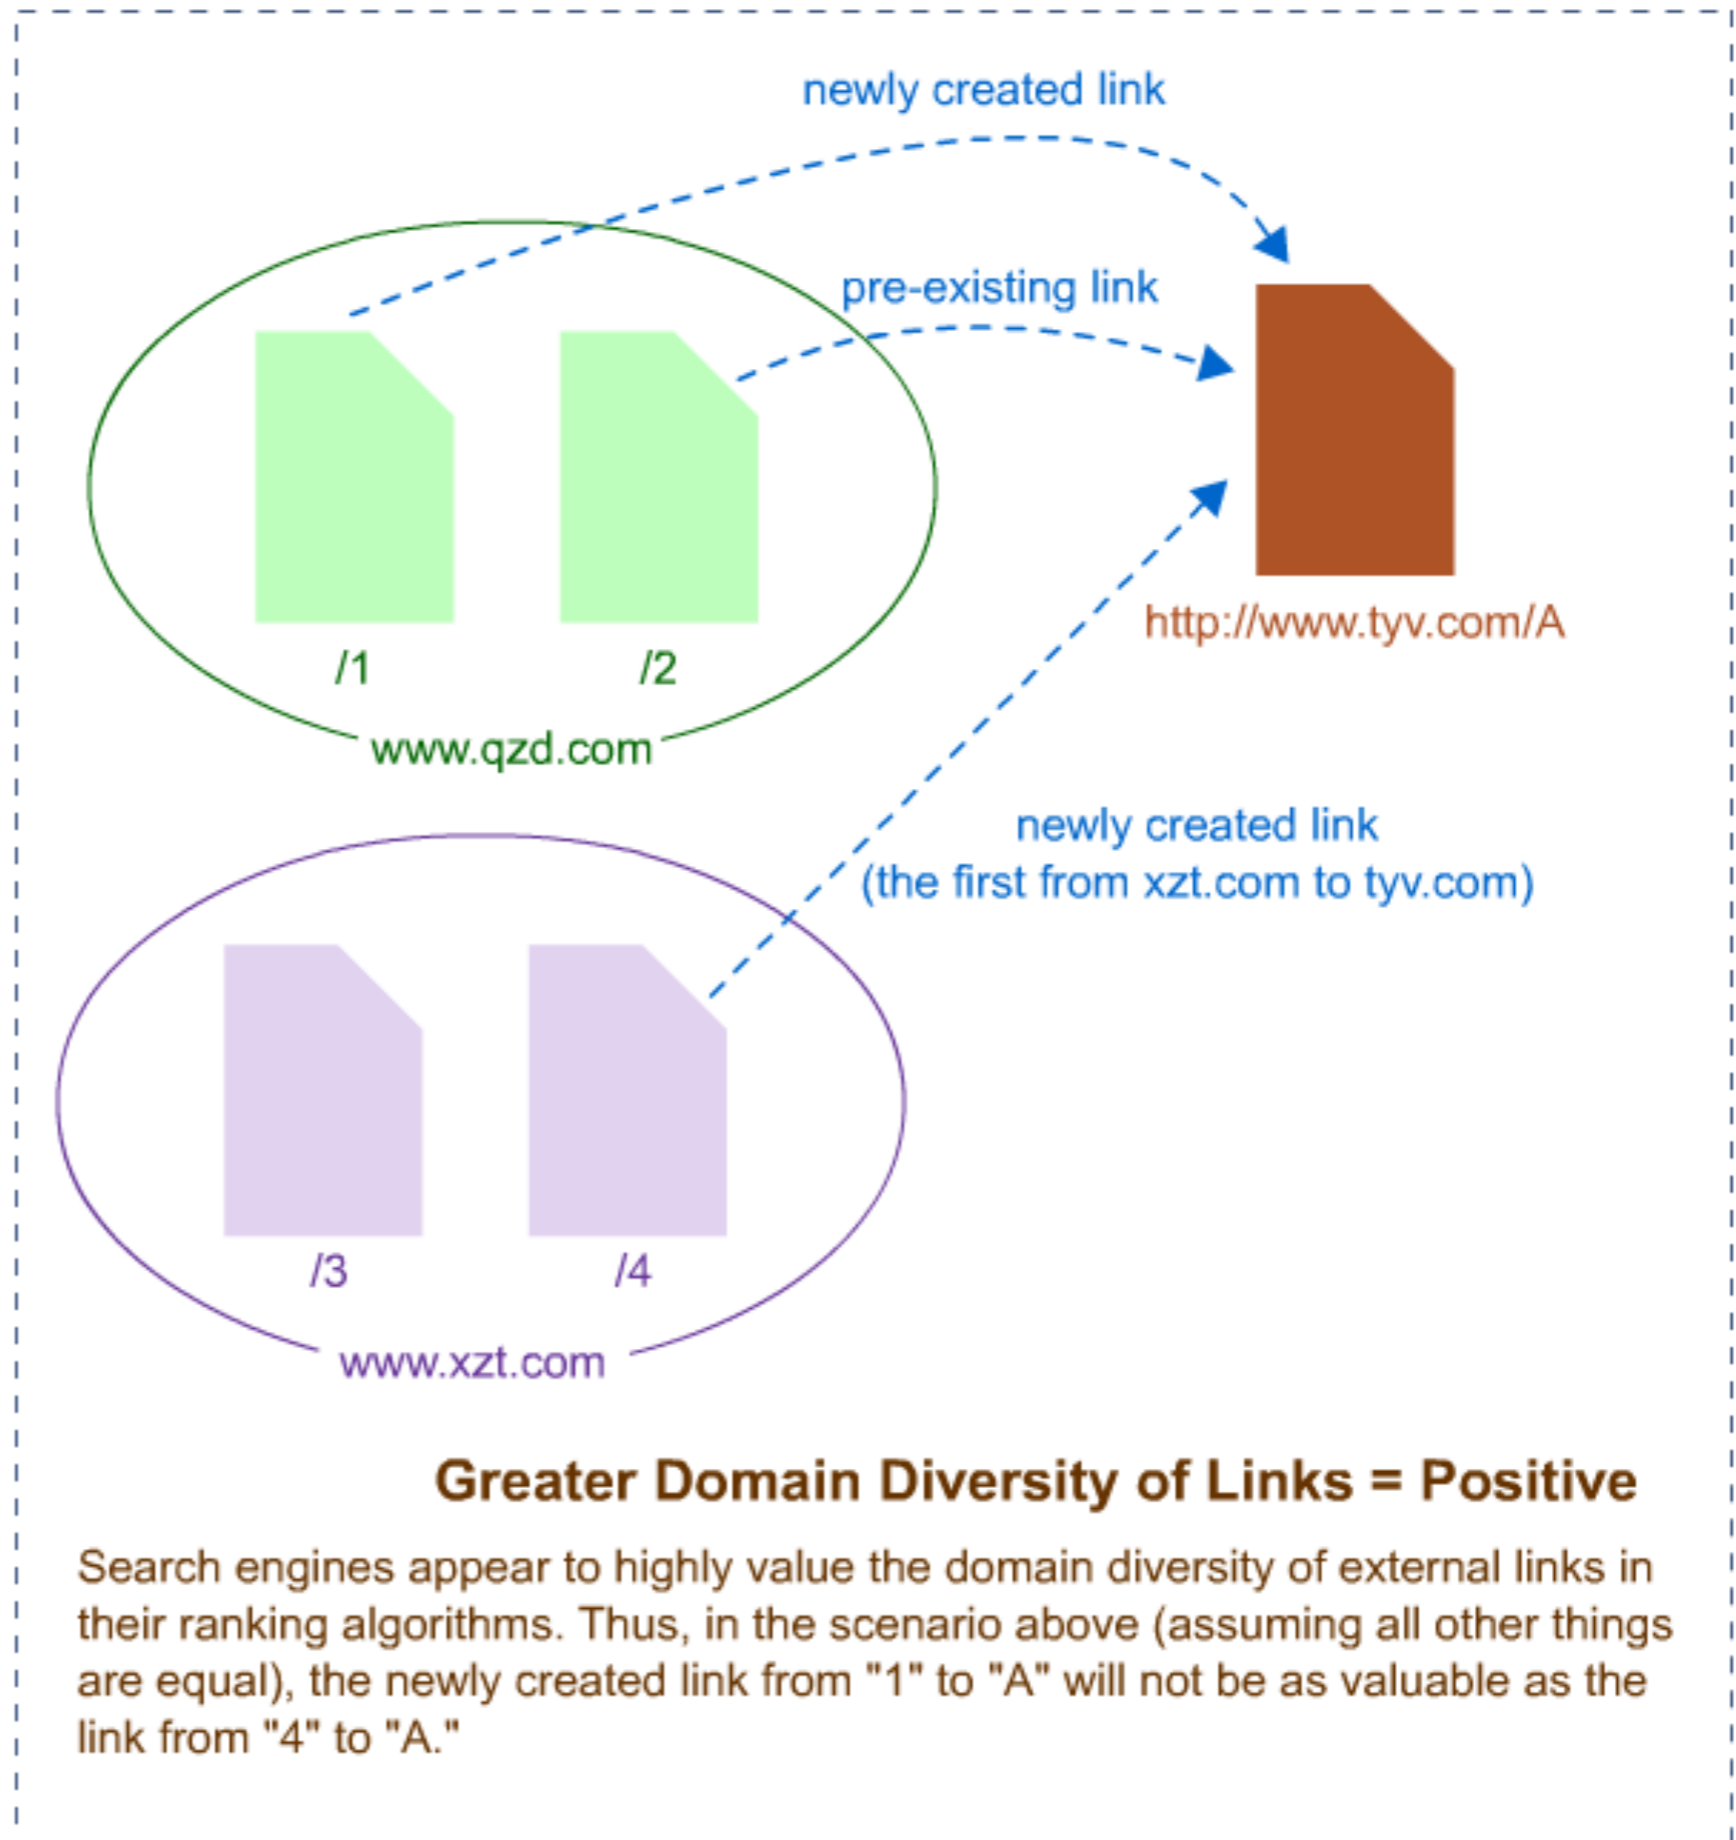 newly created link
pre-existing link
http://www.tyv.com/A
/1
/2
www.qzd.com
newly created link
(the first from xzt.com to tyv.com)
/3
/4
www.xzt.com
Greater Domain Diversity of Links = Positive
Search engines appear to highly value the domain diversity of external links in
their ranking algorithms. Thus, in the scenario above (assuming all other things
are equal), the newly created link from "1" to "A" will not be as valuable as the
link from "4" to "A."